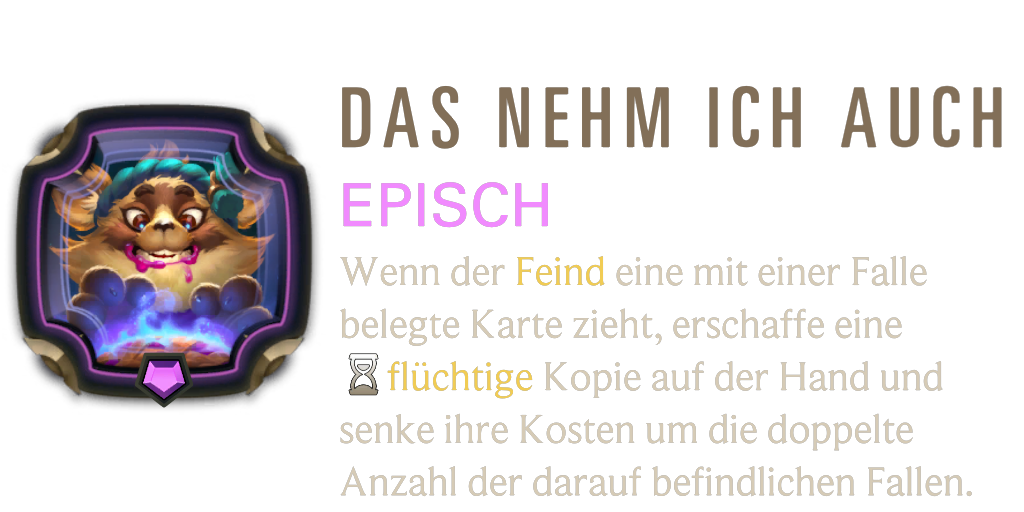 DAS NEHM ICH AUCH
EPISCH
Wenn der Feind eine mit einer Falle
belegte Karte zieht, erschaffe eine
flüchtige Kopie auf der Hand und
senke ihre Kosten um die doppelte
Anzahl der darauf befindlichen Fallen.